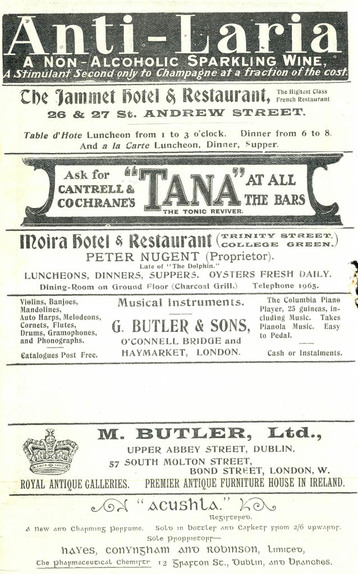 Anti-Laria
A NON-ALCOHOLIC SPARKLING WINE,
A Stimulant Second only to Champagne at a fraction of the cost.
The Jammet Hotel & Restaurant, The Highest Class
French Restaurant
26 & 27 St. ANDREW STREET.
Table d'Hote Luncheon from 1 to 3 o'clock. Dinner from 6 to 8.
And a la Carte Luncheon, Dinner, Supper.
Ask for
CANTRELL &
COCHRANE'S
"TANA"
THE TONIC REVIVER.
AT ALL
THE BARS
Moira Hotel & Restaurant (TRINITY STREET,
COLLEGE GREEN.)
PETER NUGENT (Proprietor).
Late of "The Dolphin."
LUNCHEONS, DINNERS, SUPPERS. OYSTERS FRESH DAILY.
Dining-Room on Ground Floor (Charcoal Grill.) Telephone 1965.
Violins, Banjoes,
Mandolines,
Auto Harps, Melodeons,
Cornets, Flutes,
Drums, Gramophones,
and Phonographs.
Catalogues Post Free.
Musical Instruments.
G. BUTLER & SONS,
O'CONNELL BRIDGE and
HAYMARKET, LONDON.
The Columbia Piano
Player, 25 guineas, in-
cluding Music. Takes
Pianola Music. Easy
to Pedal.
Cash or Instalments.
M. BUTLER, Ltd.,
UPPER ABBEY STREET, DUBLIN.
57 SOUTH MOLTON STREET,
BOND STREET, LONDON, W.
ROYAL ANTIQUE GALLERIES. PREMIER ANTIQUE FURNITURE HOUSE IN IRELAND.
"Acushla."
Registered.
A New and Charming Perfume. Sold in Bottles and Caskets from 2/6 upwards.
Sole Proprietors—
HAYES, CONYNGHAM AND ROBINSON, Limited,
The Pharmaceutical Chemists 12 Grafton St., Dublin, and Branches.